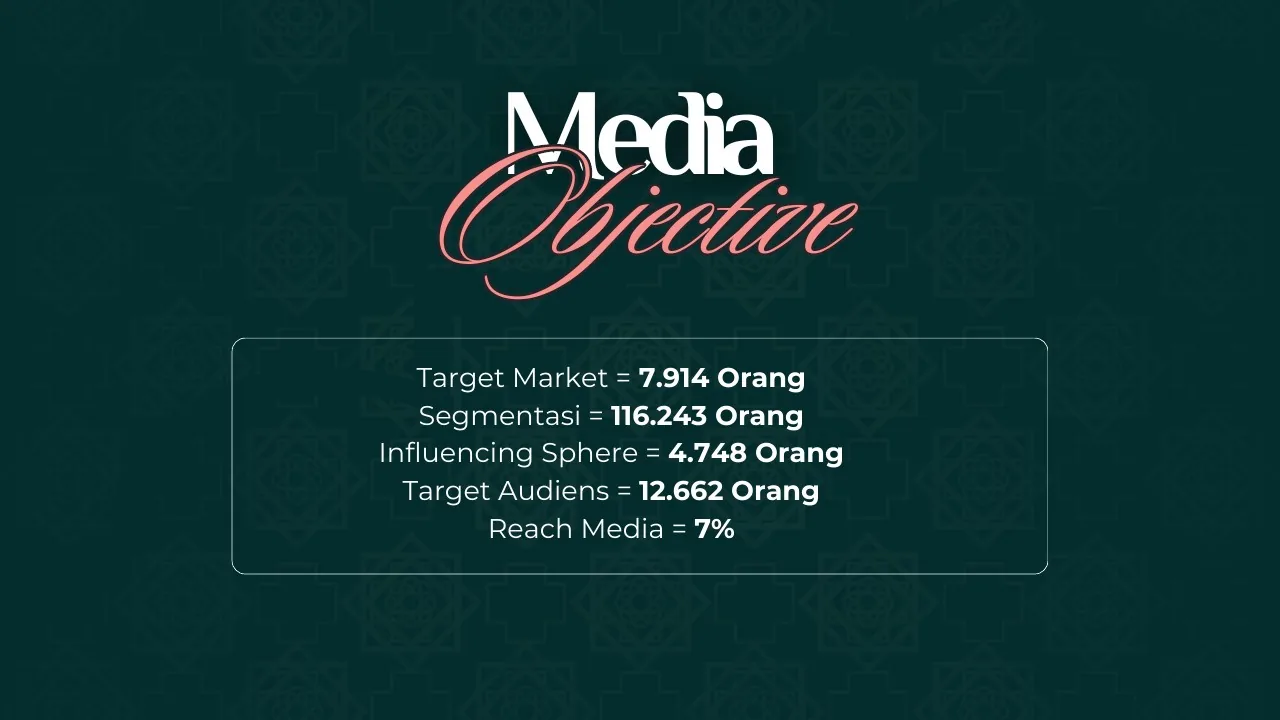 Media
Objective
Target Market = 7.914 Orang
Segmentasi = 116.243 Orang
Influencing Sphere = 4.748 Orang
Target Audiens = 12.662 Orang
Reach Media = 7%